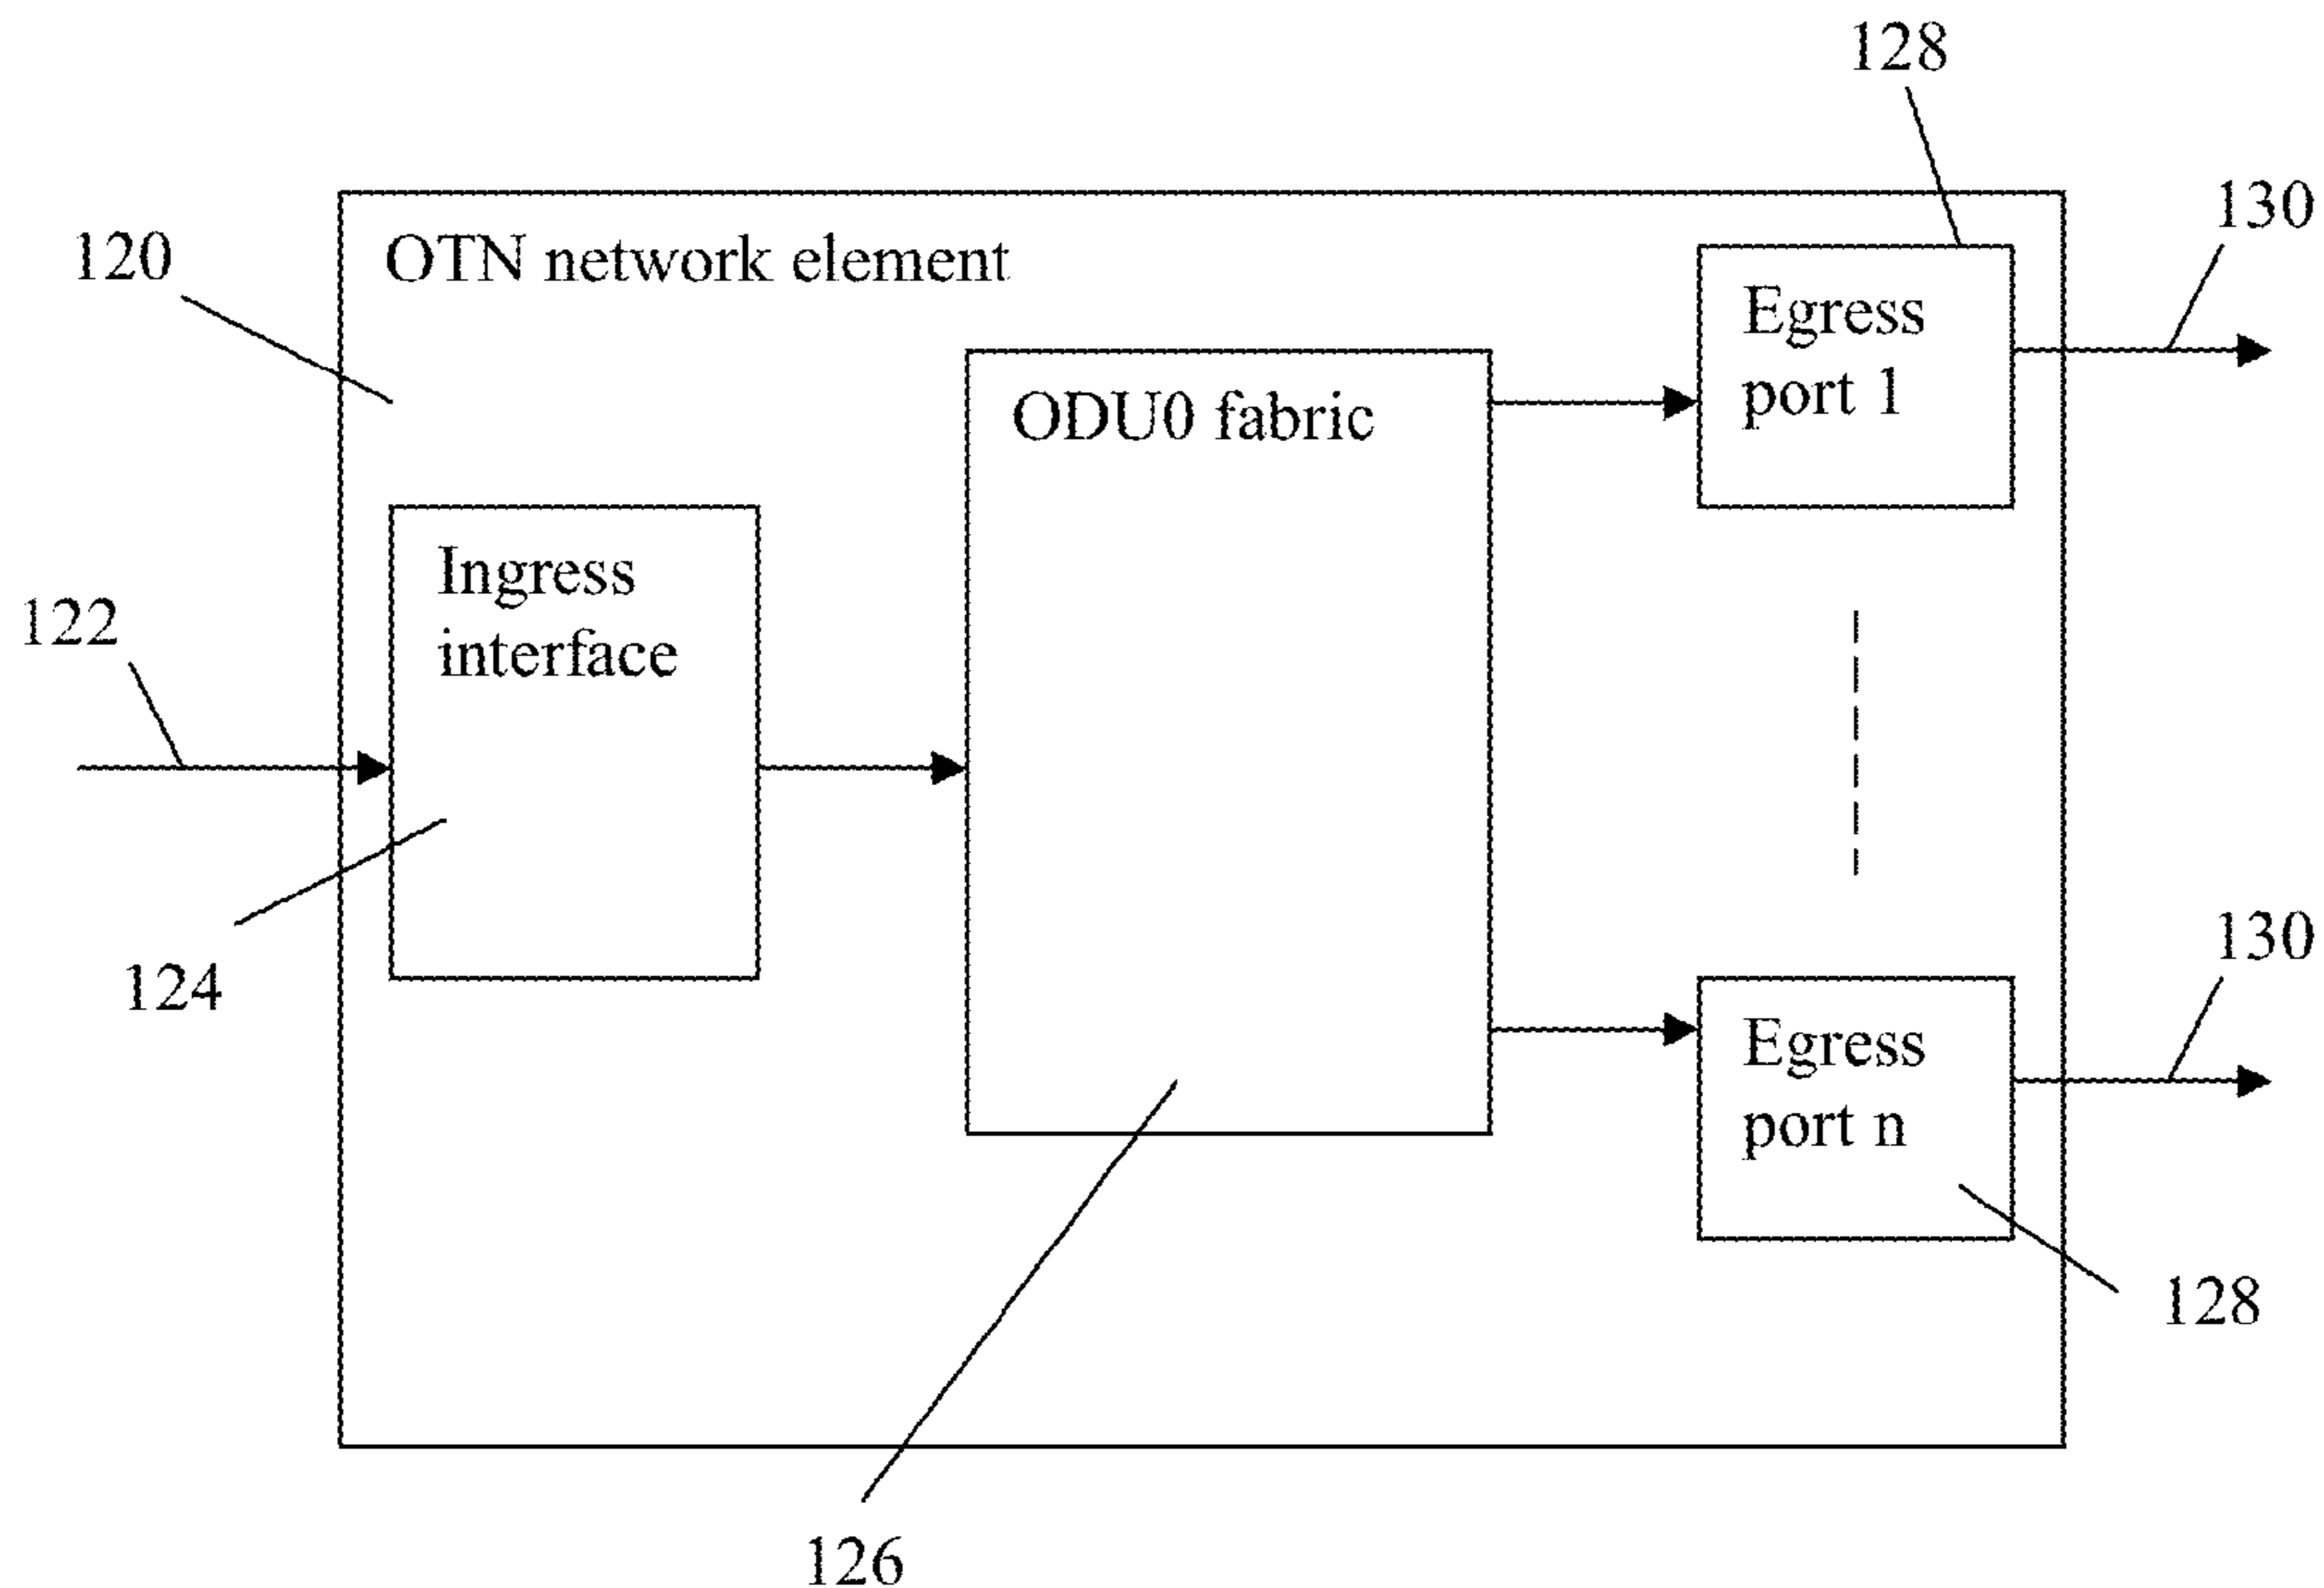 128
130
120
OTN network element
Egress
port 1
ODU0 fabric
Ingress
interface
122
124
130
Egress
port n
128
126